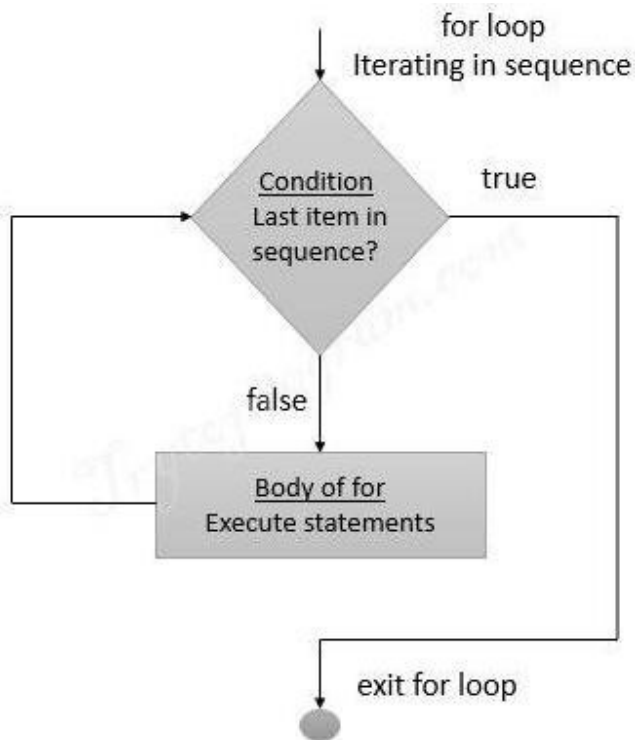 for loop
Iterating in sequence
Condition
Last item in
sequence?
true
false
Body of for
Execute statements
exit for loop